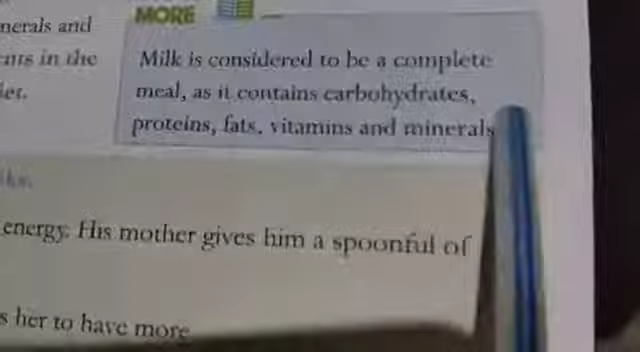 MORE
nerals and
in the
Milk is considered to be a complete
meal, as it contains carbohydrates,
proteins, fats, vitamins and minerals
energy. His mother gives him a spoonful of
s her to have more